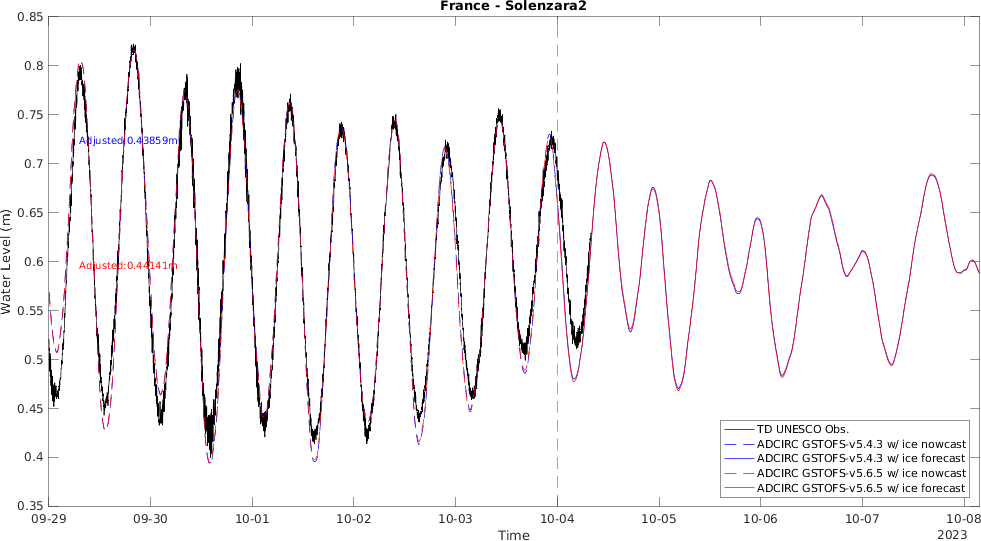 France - Solenzara2
0.85
0.8
0.75
0.7
0.65
0.6
0.55
0.5
0.45
0.4
0.35
Water Level (m)
Adjusted:0.43859m
Adjusted:0.44141m
TD UNESCO Obs.
ADCIRC GSTOFS-v5.4.3 w/ ice nowcast
ADCIRC GSTOFS-v5.4.3 w/ ice forecast
ADCIRC GSTOFS-v5.6.5 w/ ice nowcast
ADCIRC GSTOFS-v5.6.5 w/ ice forecast
09-29 09-30 10-01 10-02 10-03 10-04 10-05 10-06 10-07 10-08
Time
2023